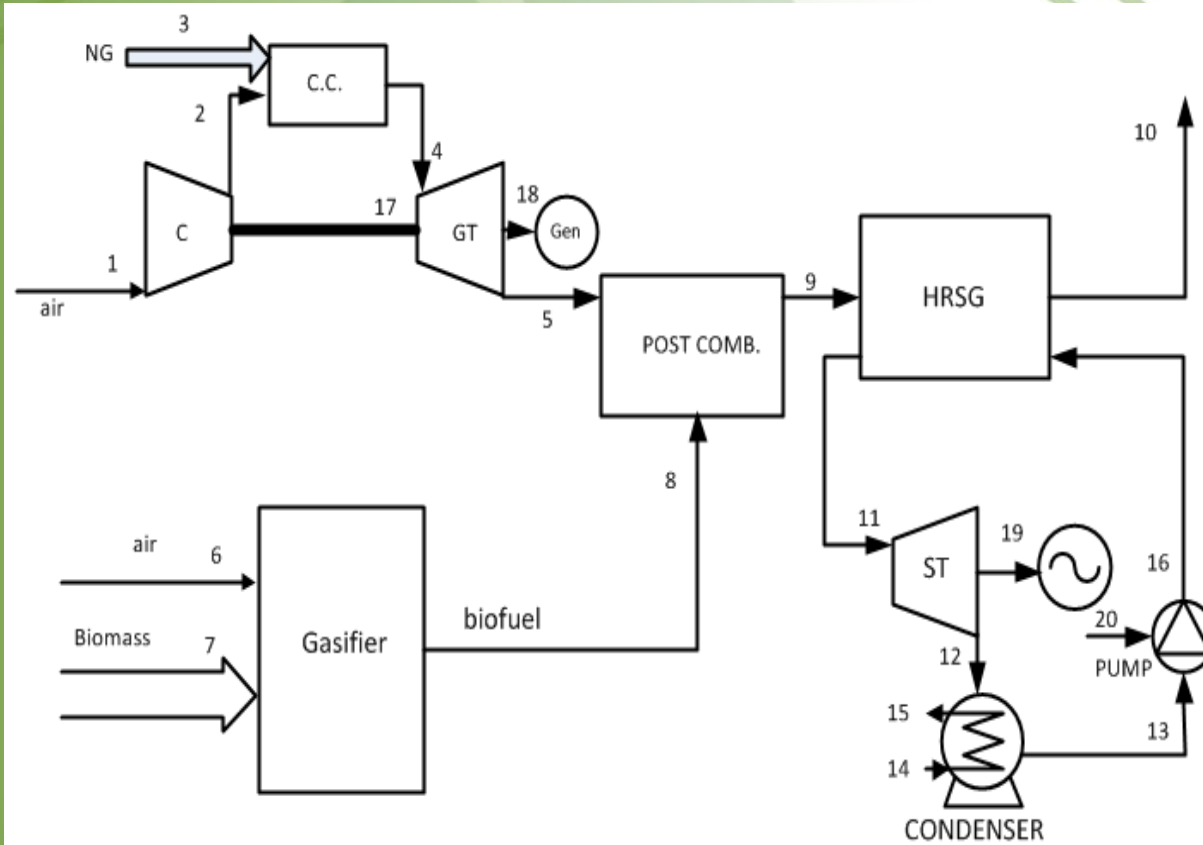 3
NG
C.C.
2
4
17
18
C
GT
Gen
1
air
5
10
9
HRSG
POST COMB.
8
air
6
biofuel
Biomass
7
Gasifier
11
19
16
ST
20
12
PUMP
15
13
14
CONDENSER